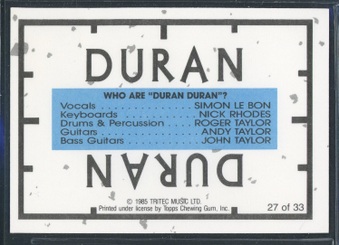 DURAN
WHO ARE "DURAN DURAN"?
Vocals . . . . . . . . . . . SIMON LE BON
Keyboards . . . . . . . . . NICK RHODES
Drums & Percussion . . . . . ROGER TAYLOR
Guitars . . . . . . . . . . . ANDY TAYLOR
Bass Guitars . . . . . . . . JOHN TAYLOR
DURAN
© 1985 TRITEC MUSIC LTD.
Printed under license by Topps Chewing Gum, Inc.
27 of 33